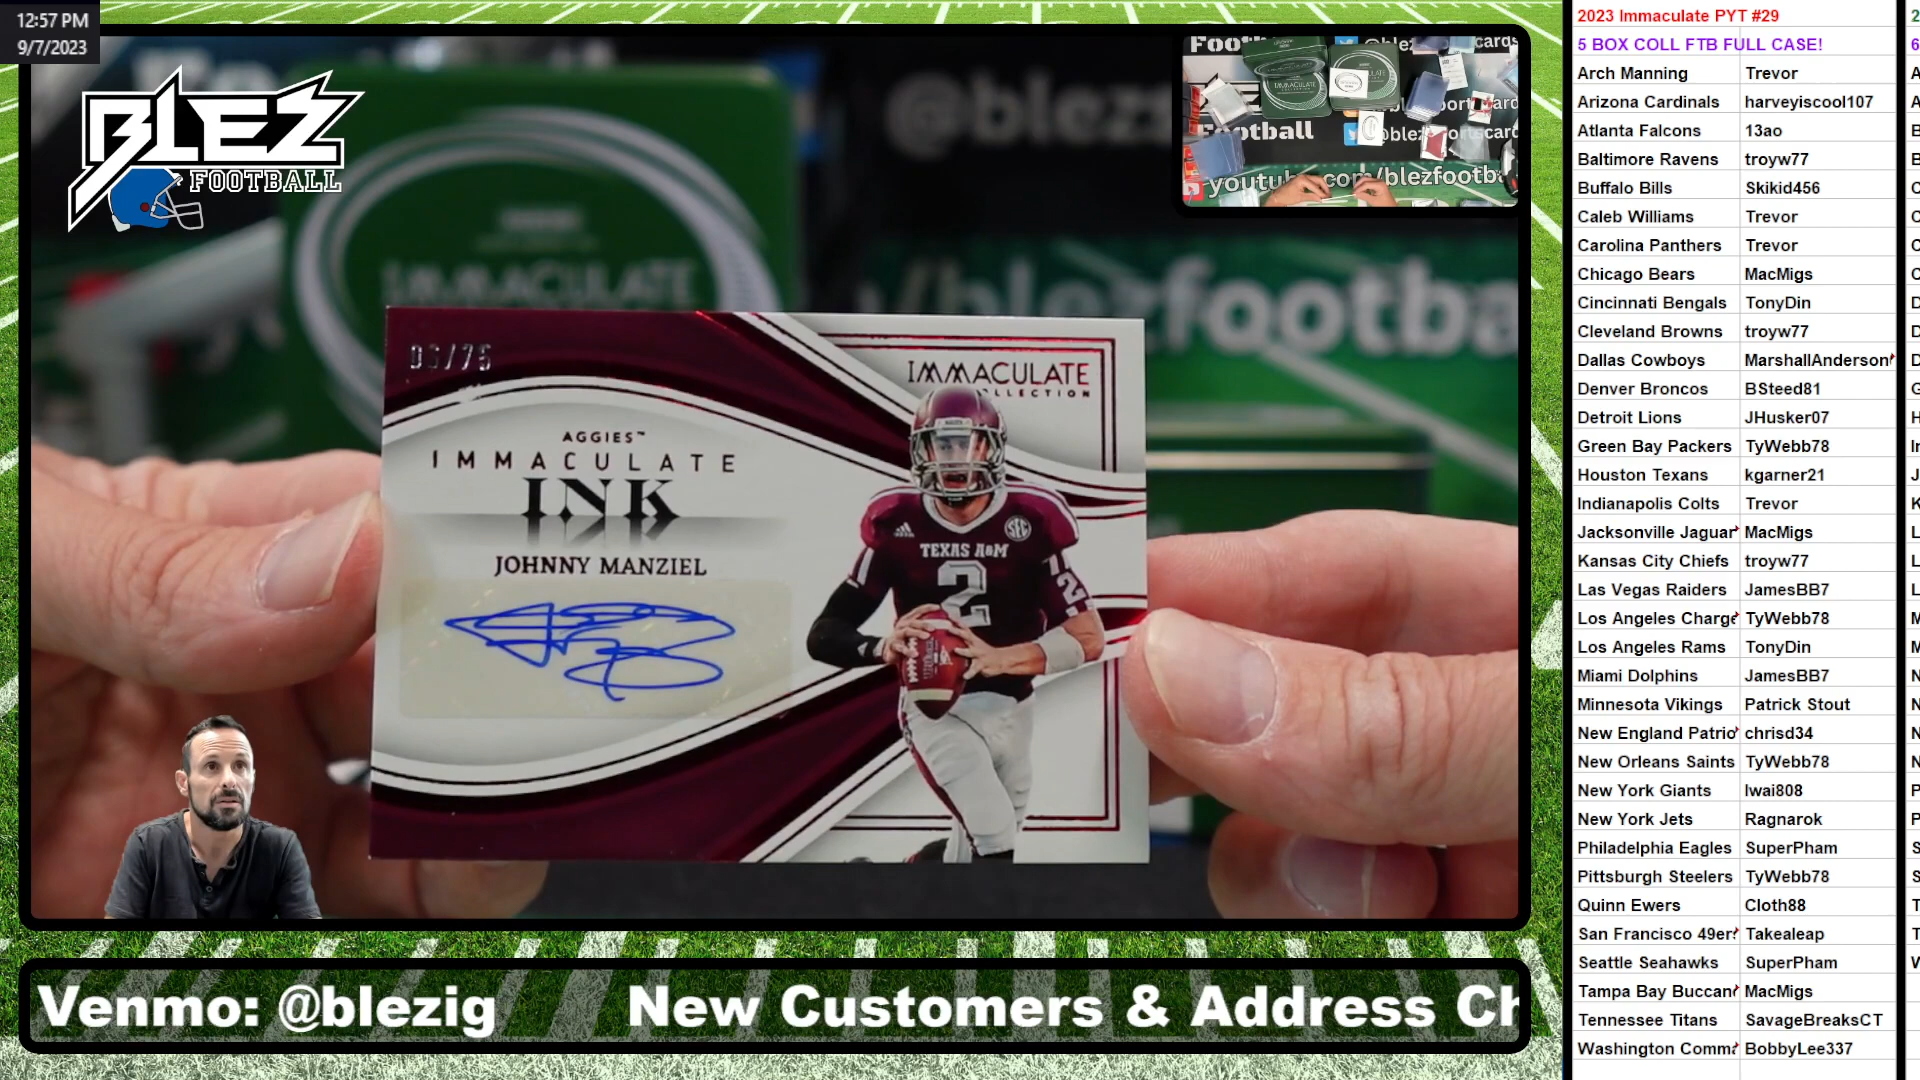 12:57 PM
9/7/2023
BLEZ
FOOTBALL
@blez
IMMACULATE
/blezfootba
/75
IMMACULATE
COLLECTION
AGGIES™
IMMACULATE
INK
JOHNNY MANZIEL
SEC
TEXAS A&M
2
2
Football
youtube.com/blezfootba
Venmo: @blezig New Customers & Address Ch
2023 Immaculate PYT #29
5 BOX COLL FTB FULL CASE!
Arch Manning Trevor
Arizona Cardinals harveyiscool107
Atlanta Falcons 13ao
Baltimore Ravens troyw77
Buffalo Bills Skikid456
Caleb Williams Trevor
Carolina Panthers Trevor
Chicago Bears MacMigs
Cincinnati Bengals TonyDin
Cleveland Browns troyw77
Dallas Cowboys MarshallAnderson
Denver Broncos BSteed81
Detroit Lions JHusker07
Green Bay Packers TyWebb78
Houston Texans kgarner21
Indianapolis Colts Trevor
Jacksonville Jaguar MacMigs
Kansas City Chiefs troyw77
Las Vegas Raiders JamesBB7
Los Angeles Charge TyWebb78
Los Angeles Rams TonyDin
Miami Dolphins JamesBB7
Minnesota Vikings Patrick Stout
New England Patrio chrisd34
New Orleans Saints TyWebb78
New York Giants lwai808
New York Jets Ragnarok
Philadelphia Eagles SuperPham
Pittsburgh Steelers TyWebb78
Quinn Ewers Cloth88
San Francisco 49er Takealeap
Seattle Seahawks SuperPham
Tampa Bay Buccan MacMigs
Tennessee Titans SavageBreaksCT
Washington Comma BobbyLee337